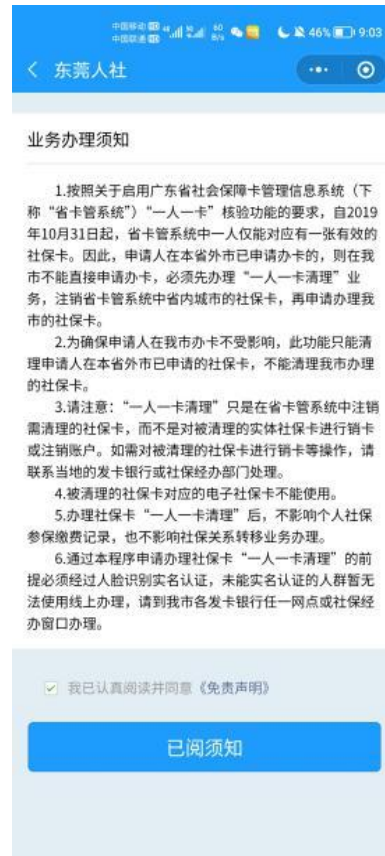 中国移动 HD
中国联通 HD
46% 9:03
东莞人社
业务办理须知
1.按照关于启用广东省社会保障卡管理信息系统（下
称“省卡管系统”）“一人一卡”核验功能的要求，自2019
年10月31日起，省卡管系统中一人仅能对应有一张有效的
社保卡。因此，申请人在本省外市已申请办卡的，则在我
市不能直接申请办卡，必须先办理“一人一卡清理”业
务，注销省卡管系统中省内城市的社保卡，再申请办理我
市的社保卡。
2.为确保申请人在我市办卡不受影响，此功能只能清
理申请人在本省外市已申请的社保卡，不能清理我市办理
的社保卡。
3.请注意：“一人一卡清理”只是在省卡管系统中注销
需清理的社保卡，而不是对被清理的实体社保卡进行销卡
或注销账户。如需对被清理的社保卡进行销卡等操作，请
联系当地的发卡银行或社保经办部门处理。
4.被清理的社保卡对应的电子社保卡不能使用。
5.办理社保卡“一人一卡清理”后，不影响个人社保
参保缴费记录，也不影响社保关系转移业务办理。
6.通过本程序申请办理社保卡“一人一卡清理”的前
提必须经过人脸识别实名认证，未能实名认证的人群暂无
法使用线上办理，请到我市各发卡银行任一网点或社保经
办窗口办理。
我已认真阅读并同意《免责声明》
已阅须知